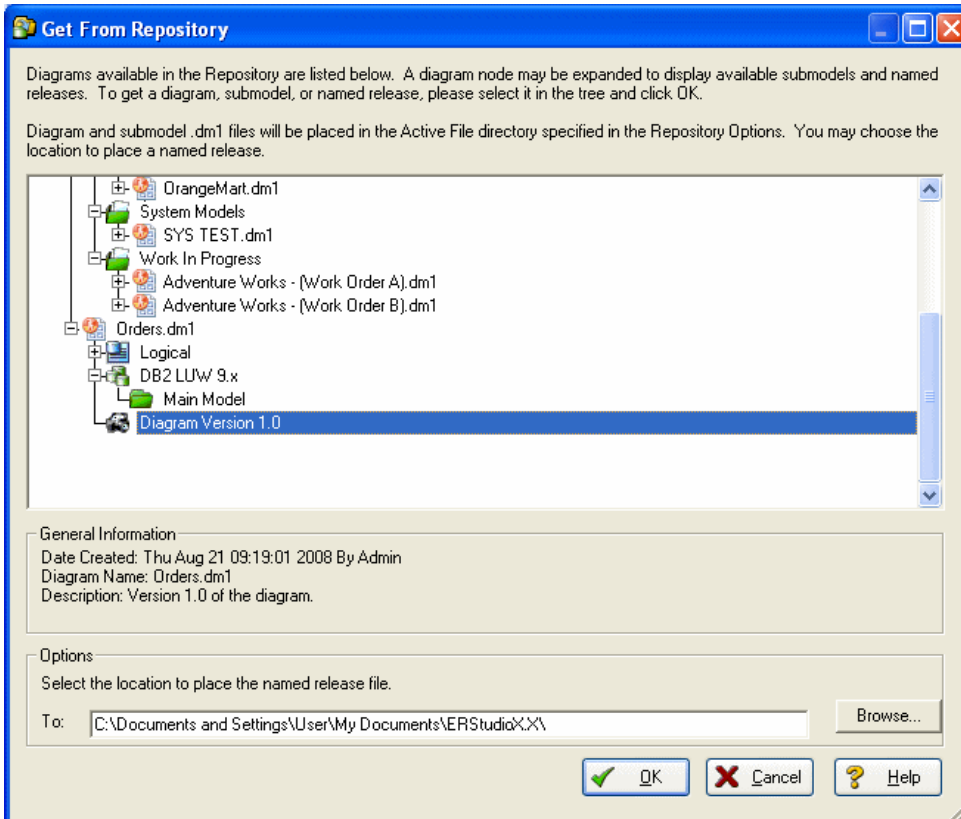 Get From Repository
Diagrams available in the Repository are listed below. A diagram node may be expanded to display available submodels and named
releases. To get a diagram, submodel, or named release, please select it in the tree and click OK.
Diagram and submodel .dm1 files will be placed in the Active File directory specified in the Repository Options. You may choose the
location to place a named release.
OrangeMart.dm1
System Models
SYS TEST.dm1
Work In Progress
Adventure Works - (Work Order A).dm1
Adventure Works - (Work Order B).dm1
Orders.dm1
Logical
DB2 LUW 9.x
Main Model
Diagram Version 1.0
General Information
Date Created: Thu Aug 21 09:19:01 2008 By Admin
Diagram Name: Orders.dm1
Description: Version 1.0 of the diagram.
Options
Select the location to place the named release file.
To: C:\Documents and Settings\User\My Documents\ERStudioX.X\ Browse...
OK Cancel Help